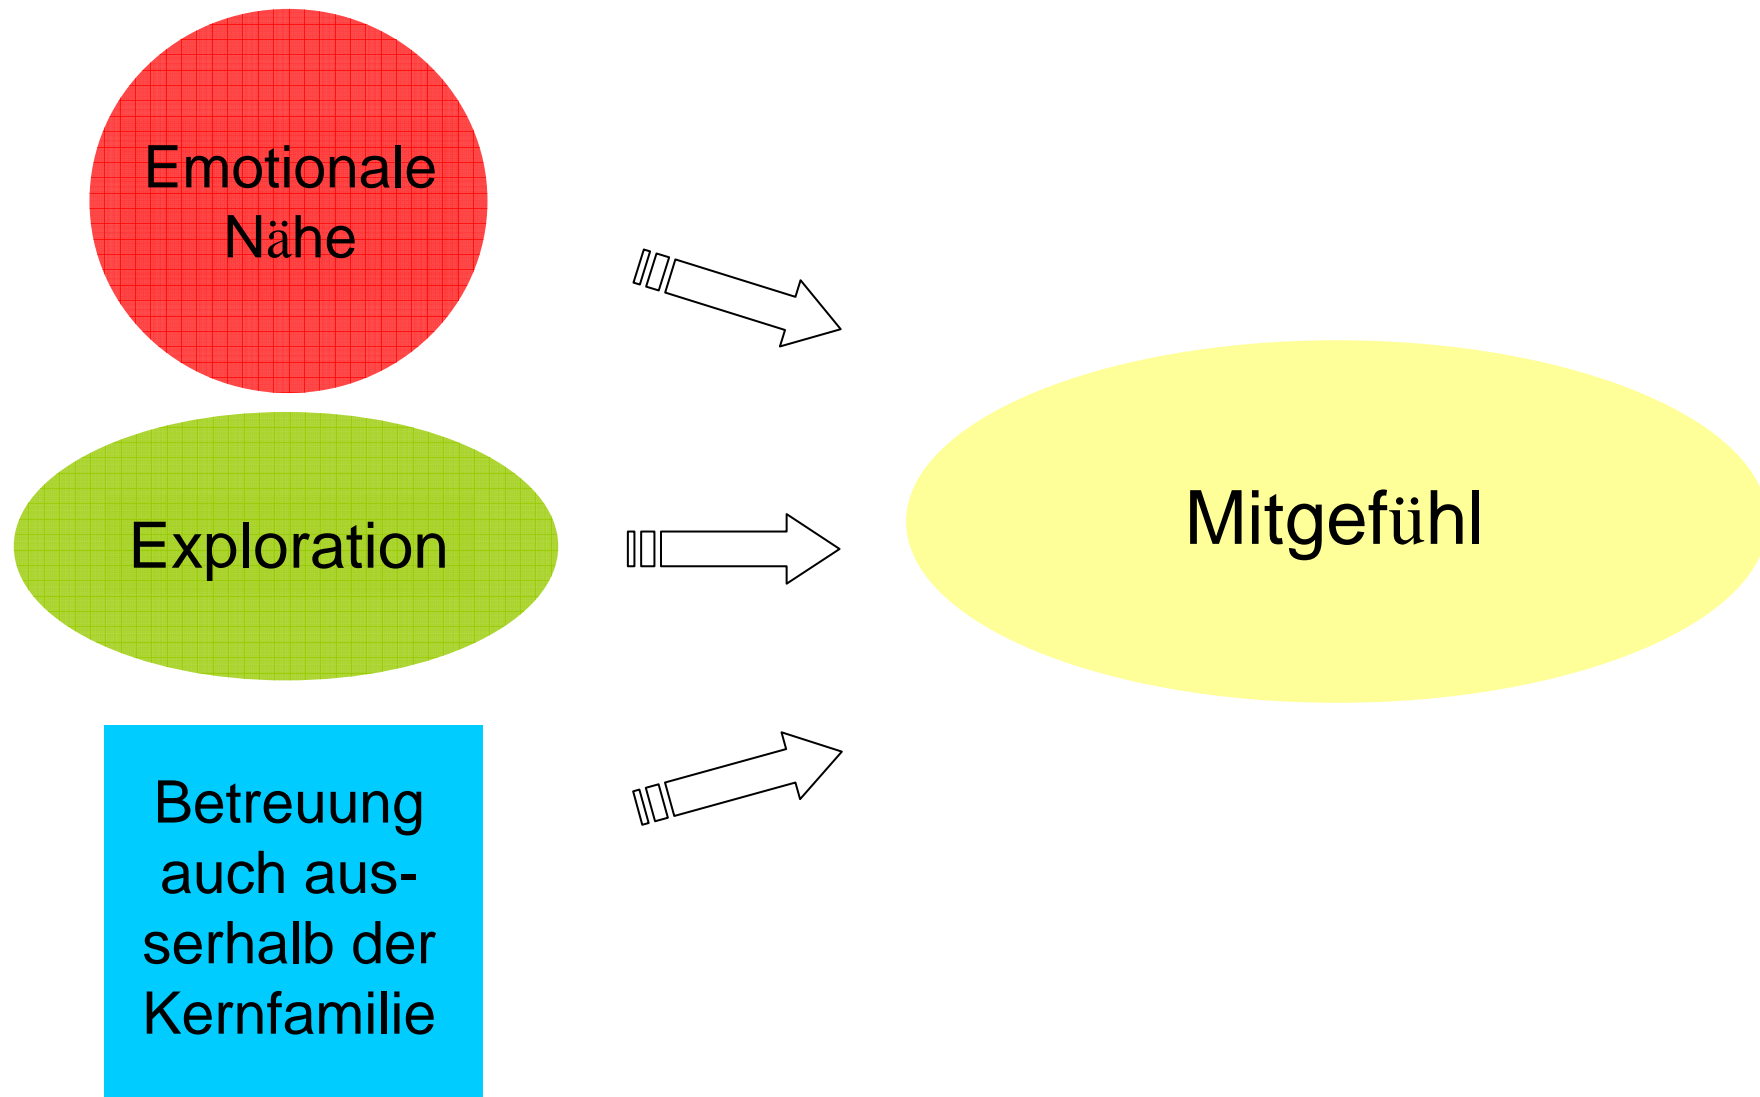 Emotionale
Nähe
Exploration
Mitgefühl
Betreuung
auch aus-
serhalb der
Kernfamilie